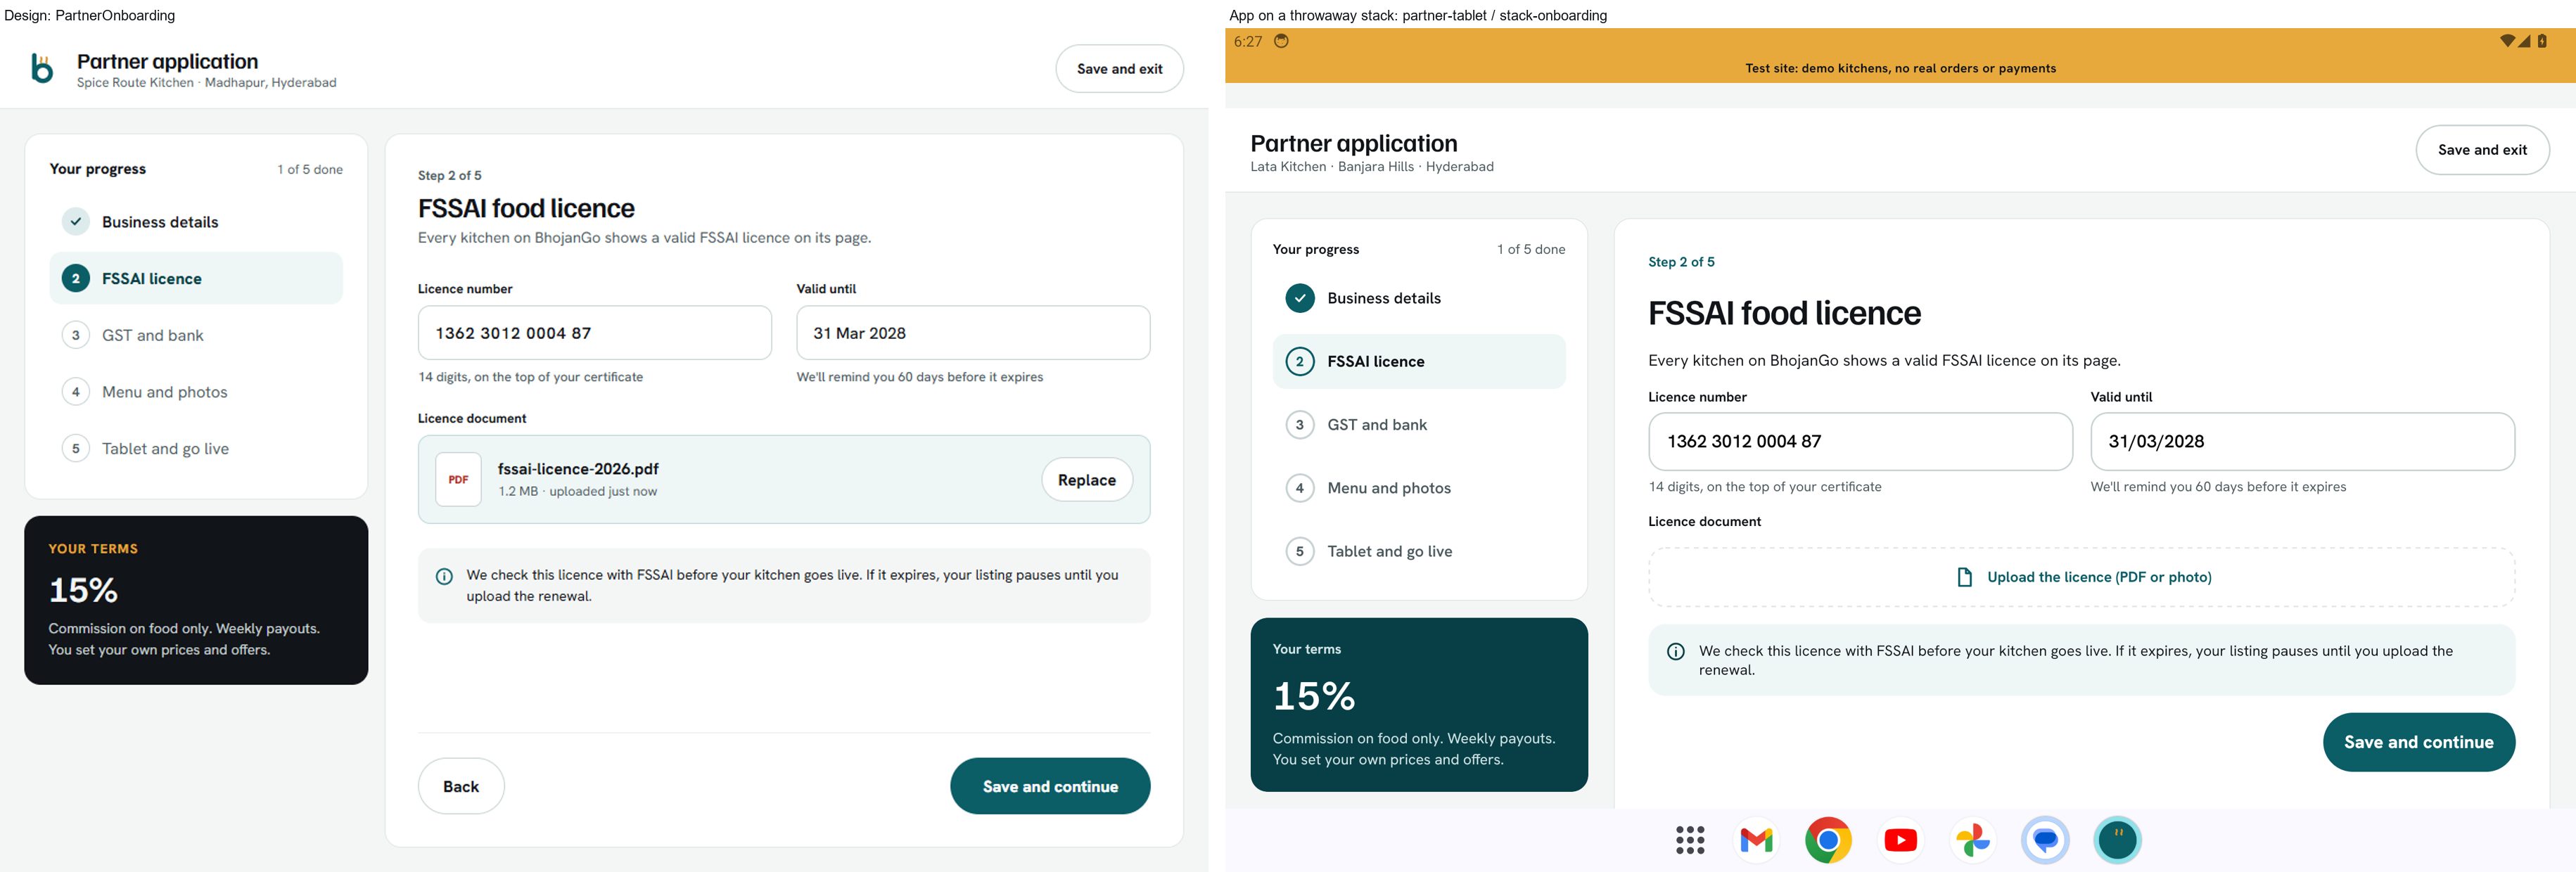 Design: PartnerOnboarding
Partner application
Spice Route Kitchen · Madhapur, Hyderabad
Save and exit
Your progress
1 of 5 done
Business details
2 FSSAI licence
3 GST and bank
4 Menu and photos
5 Tablet and go live
YOUR TERMS
15%
Commission on food only. Weekly payouts.
You set your own prices and offers.
Step 2 of 5
FSSAI food licence
Every kitchen on BhojanGo shows a valid FSSAI licence on its page.
Licence number
Valid until
1362 3012 0004 87
31 Mar 2028
14 digits, on the top of your certificate
We'll remind you 60 days before it expires
Licence document
PDF
fssai-licence-2026.pdf
1.2 MB · uploaded just now
Replace
We check this licence with FSSAI before your kitchen goes live. If it expires, your listing pauses until you
upload the renewal.
Back
Save and continue
App on a throwaway stack: partner-tablet / stack-onboarding
6:27
Test site: demo kitchens, no real orders or payments
Partner application
Lata Kitchen · Banjara Hills · Hyderabad
Save and exit
Your progress
1 of 5 done
Business details
2 FSSAI licence
3 GST and bank
4 Menu and photos
5 Tablet and go live
Your terms
15%
Commission on food only. Weekly payouts.
You set your own prices and offers.
Step 2 of 5
FSSAI food licence
Every kitchen on BhojanGo shows a valid FSSAI licence on its page.
Licence number
Valid until
1362 3012 0004 87
31/03/2028
14 digits, on the top of your certificate
We'll remind you 60 days before it expires
Licence document
Upload the licence (PDF or photo)
We check this licence with FSSAI before your kitchen goes live. If it expires, your listing pauses until you upload the
renewal.
Save and continue